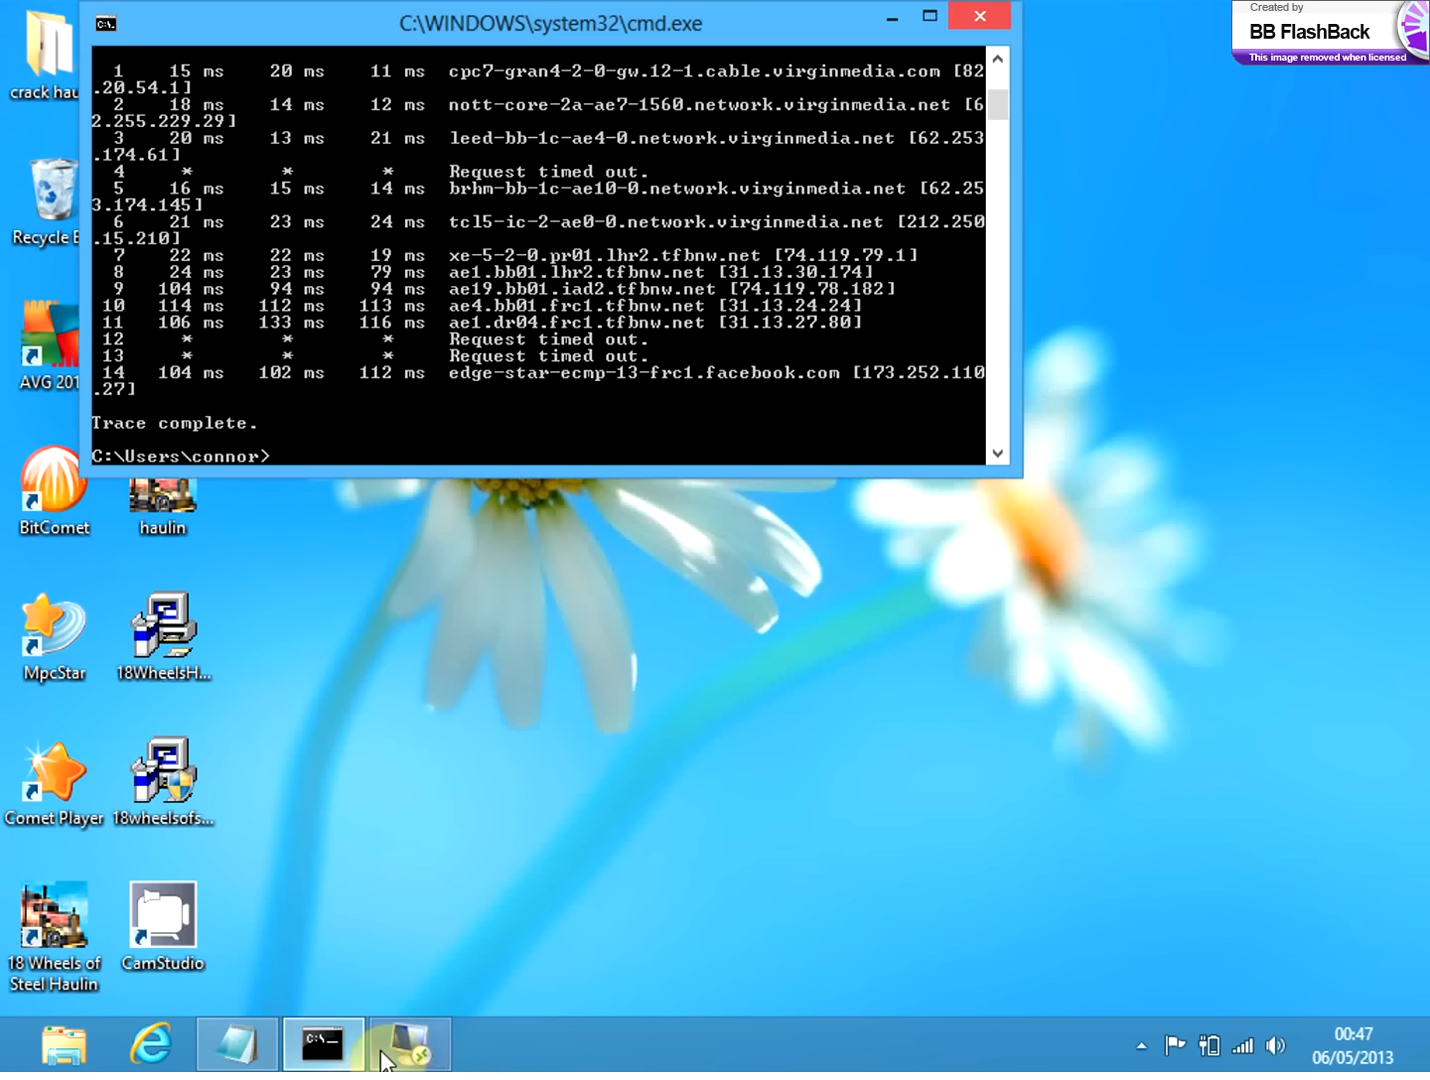 C:\WINDOWS\system32\cmd.exe
Created by
BB FlashBack
This image removed when licensed
1 15 ms 20 ms 11 ms cpc7-gran4-2-0-gw.12-1.cable.virginmedia.com [82
.20.54.1]
2 18 ms 14 ms 12 ms nott-core-2a-ae7-1560.network.virginmedia.net [6
2.255.229.29]
3 20 ms 13 ms 21 ms leed-bb-1c-ae4-0.network.virginmedia.net [62.253
.174.61]
4 * * * Request timed out.
5 16 ms 15 ms 14 ms brhm-bb-1c-ae10-0.network.virginmedia.net [62.25
3.174.145]
6 21 ms 23 ms 24 ms tcl5-ic-2-ae0-0.network.virginmedia.net [212.250
.15.210]
7 22 ms 22 ms 19 ms xe-5-2-0.pr01.lhr2.tfbnw.net [74.119.79.1]
8 24 ms 23 ms 79 ms ae1.bb01.lhr2.tfbnw.net [31.13.30.174]
9 104 ms 94 ms 94 ms ae19.bb01.iad2.tfbnw.net [74.119.78.182]
10 114 ms 112 ms 113 ms ae4.bb01.frc1.tfbnw.net [31.13.24.24]
11 106 ms 133 ms 116 ms ae1.dr04.frc1.tfbnw.net [31.13.27.80]
12 * * * Request timed out.
13 * * * Request timed out.
14 104 ms 102 ms 112 ms edge-star-ecmp-13-frc1.facebook.com [173.252.110
.27]
Trace complete.
C:\Users\connor>
crack hau
Recycle B
AVG 201
BitComet
haulin
MpcStar
18WheelsH...
Comet Player
18wheelsofs...
18 Wheels of
Steel Haulin
CamStudio
C:\
00:47
06/05/2013